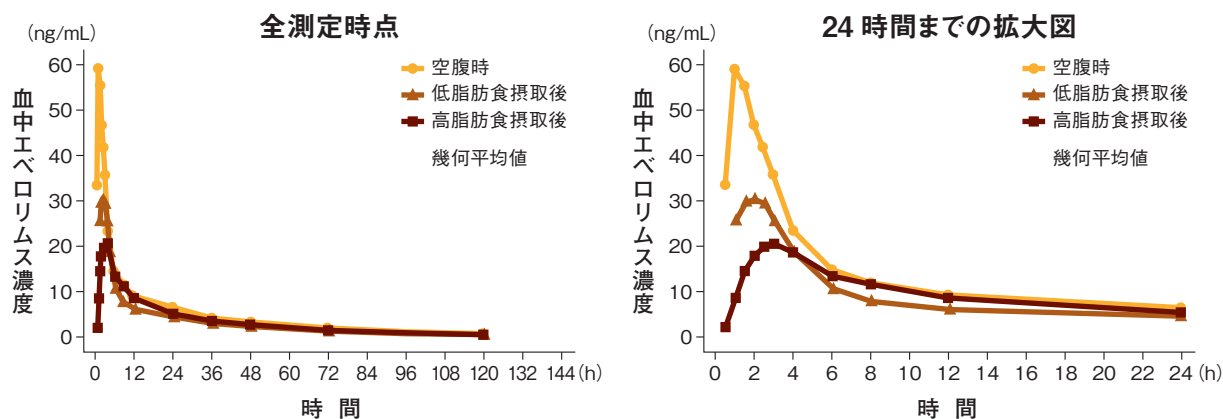 全測定時点
(ng/mL)
血中エベロリムス濃度
60
50
40
30
20
10
0
空腹時
低脂肪食摂取後
高脂肪食摂取後
幾何平均値
0 12 24 36 48 60 72 84 96 108 120 132 144 (h)
時 間
24 時間までの拡大図
(ng/mL)
血中エベロリムス濃度
60
50
40
30
20
10
0
空腹時
低脂肪食摂取後
高脂肪食摂取後
幾何平均値
0 2 4 6 8 10 12 14 16 18 20 22 24 (h)
時 間